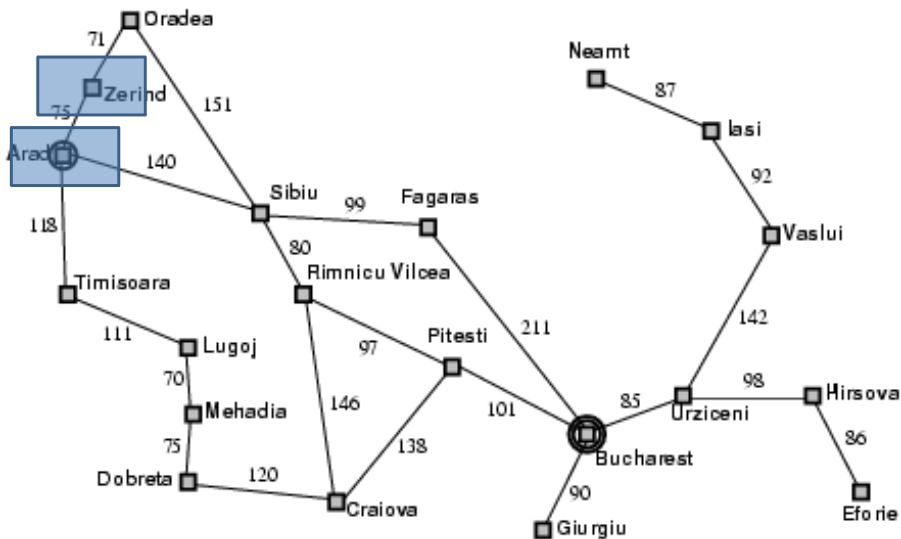 Oradea
71
Neamt
Zerind
87
75
151
Iasi
Arad
140
92
Sibiu
Fagaras
99
118
Vaslui
80
Timisoara
Rimnicu Vilcea
142
211
111
Lugoj
97
Pitesti
70
98
Hirsova
85
Mehadia
146
101
Urziceni
75
138
86
Bucharest
Dobreta
120
90
Craiova
Eforie
Giurgiu